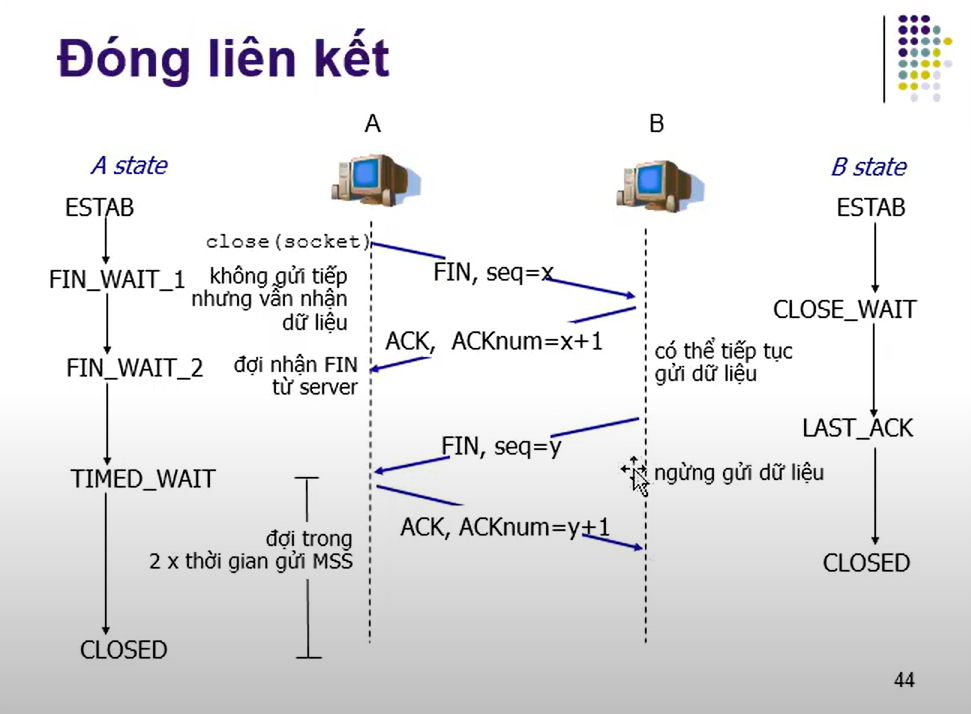 Đóng liên kết
A
B
A state
B state
ESTAB
ESTAB
close(socket)
FIN, seq=x
FIN_WAIT_1
không gửi tiếp
nhưng vẫn nhận
dữ liệu
CLOSE_WAIT
ACK, ACKnum=x+1
FIN_WAIT_2
đợi nhận FIN
từ server
có thể tiếp tục
gửi dữ liệu
LAST_ACK
FIN, seq=y
TIMED_WAIT
ngừng gửi dữ liệu
ACK, ACKnum=y+1
đợi trong
2 x thời gian gửi MSS
CLOSED
CLOSED
44